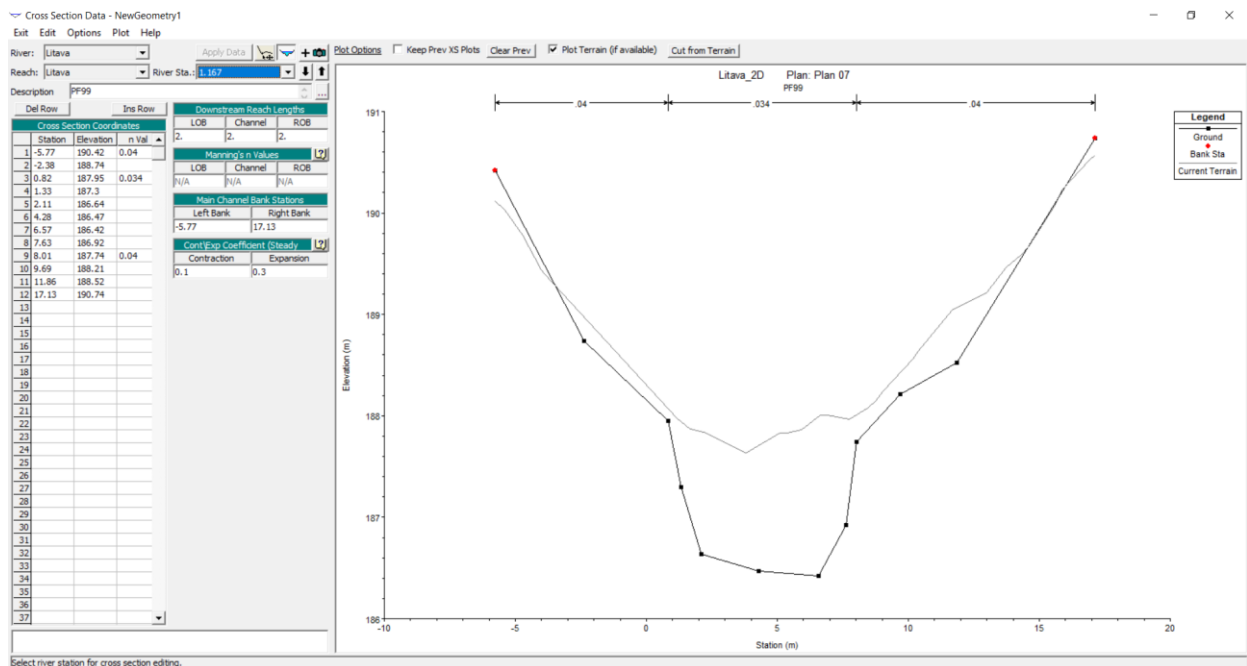 Cross Section Data - NewGeometry1
Exit Edit Options Plot Help
River: Litava Apply Data
Plot Options Keep Prev XS Plots Clear Prev Plot Terrain (if available) Cut from Terrain
Reach: Litava River Sta.: 1.167
Description PF99 ...
Del Row Ins Row
Cross Section Coordinates
Station Elevation n Val
1 -5.77 190.42 0.04
2 -2.38 188.74
3 0.82 187.95 0.034
4 1.33 187.3
5 2.11 186.64
6 4.28 186.47
7 6.57 186.42
8 7.63 186.92
9 8.01 187.74 0.04
10 9.69 188.21
11 11.86 188.52
12 17.13 190.74
13
14
15
16
17
18
19
20
21
22
23
24
25
26
27
28
29
30
31
32
33
34
35
36
37
Downstream Reach Lengths
LOB Channel ROB
2. 2. 2.
Manning's n Values ?
LOB Channel ROB
N/A N/A N/A
Main Channel Bank Stations
Left Bank Right Bank
-5.77 17.13
Cont\Exp Coefficient (Steady ?
Contraction Expansion
0.1 0.3
Litava_2D Plan: Plan 07
PF99
.04 .034 .04
191
190
189
188
187
186
Elevation (m)
-10 -5 0 5 10 15 20
Station (m)
Legend
Ground
Bank Sta
Current Terrain
Select river station for cross section editing.